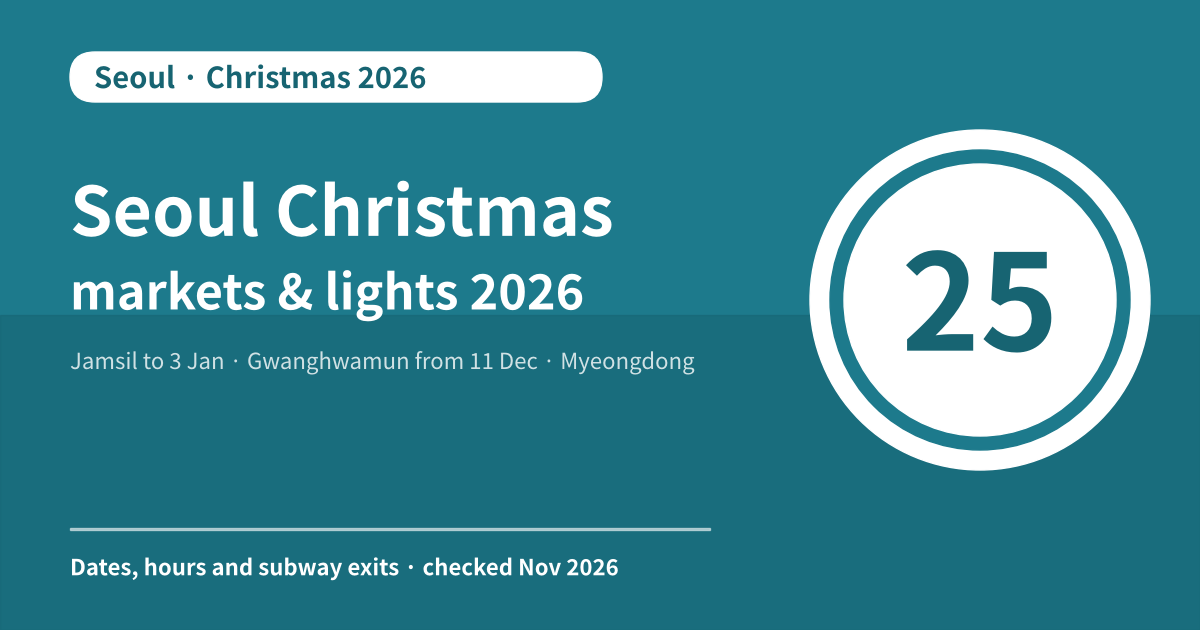 Seoul · Christmas 2026
Seoul Christmas
markets & lights 2026
Jamsil to 3 Jan · Gwanghwamun from 11 Dec · Myeongdong
25
Dates, hours and subway exits · checked Nov 2026